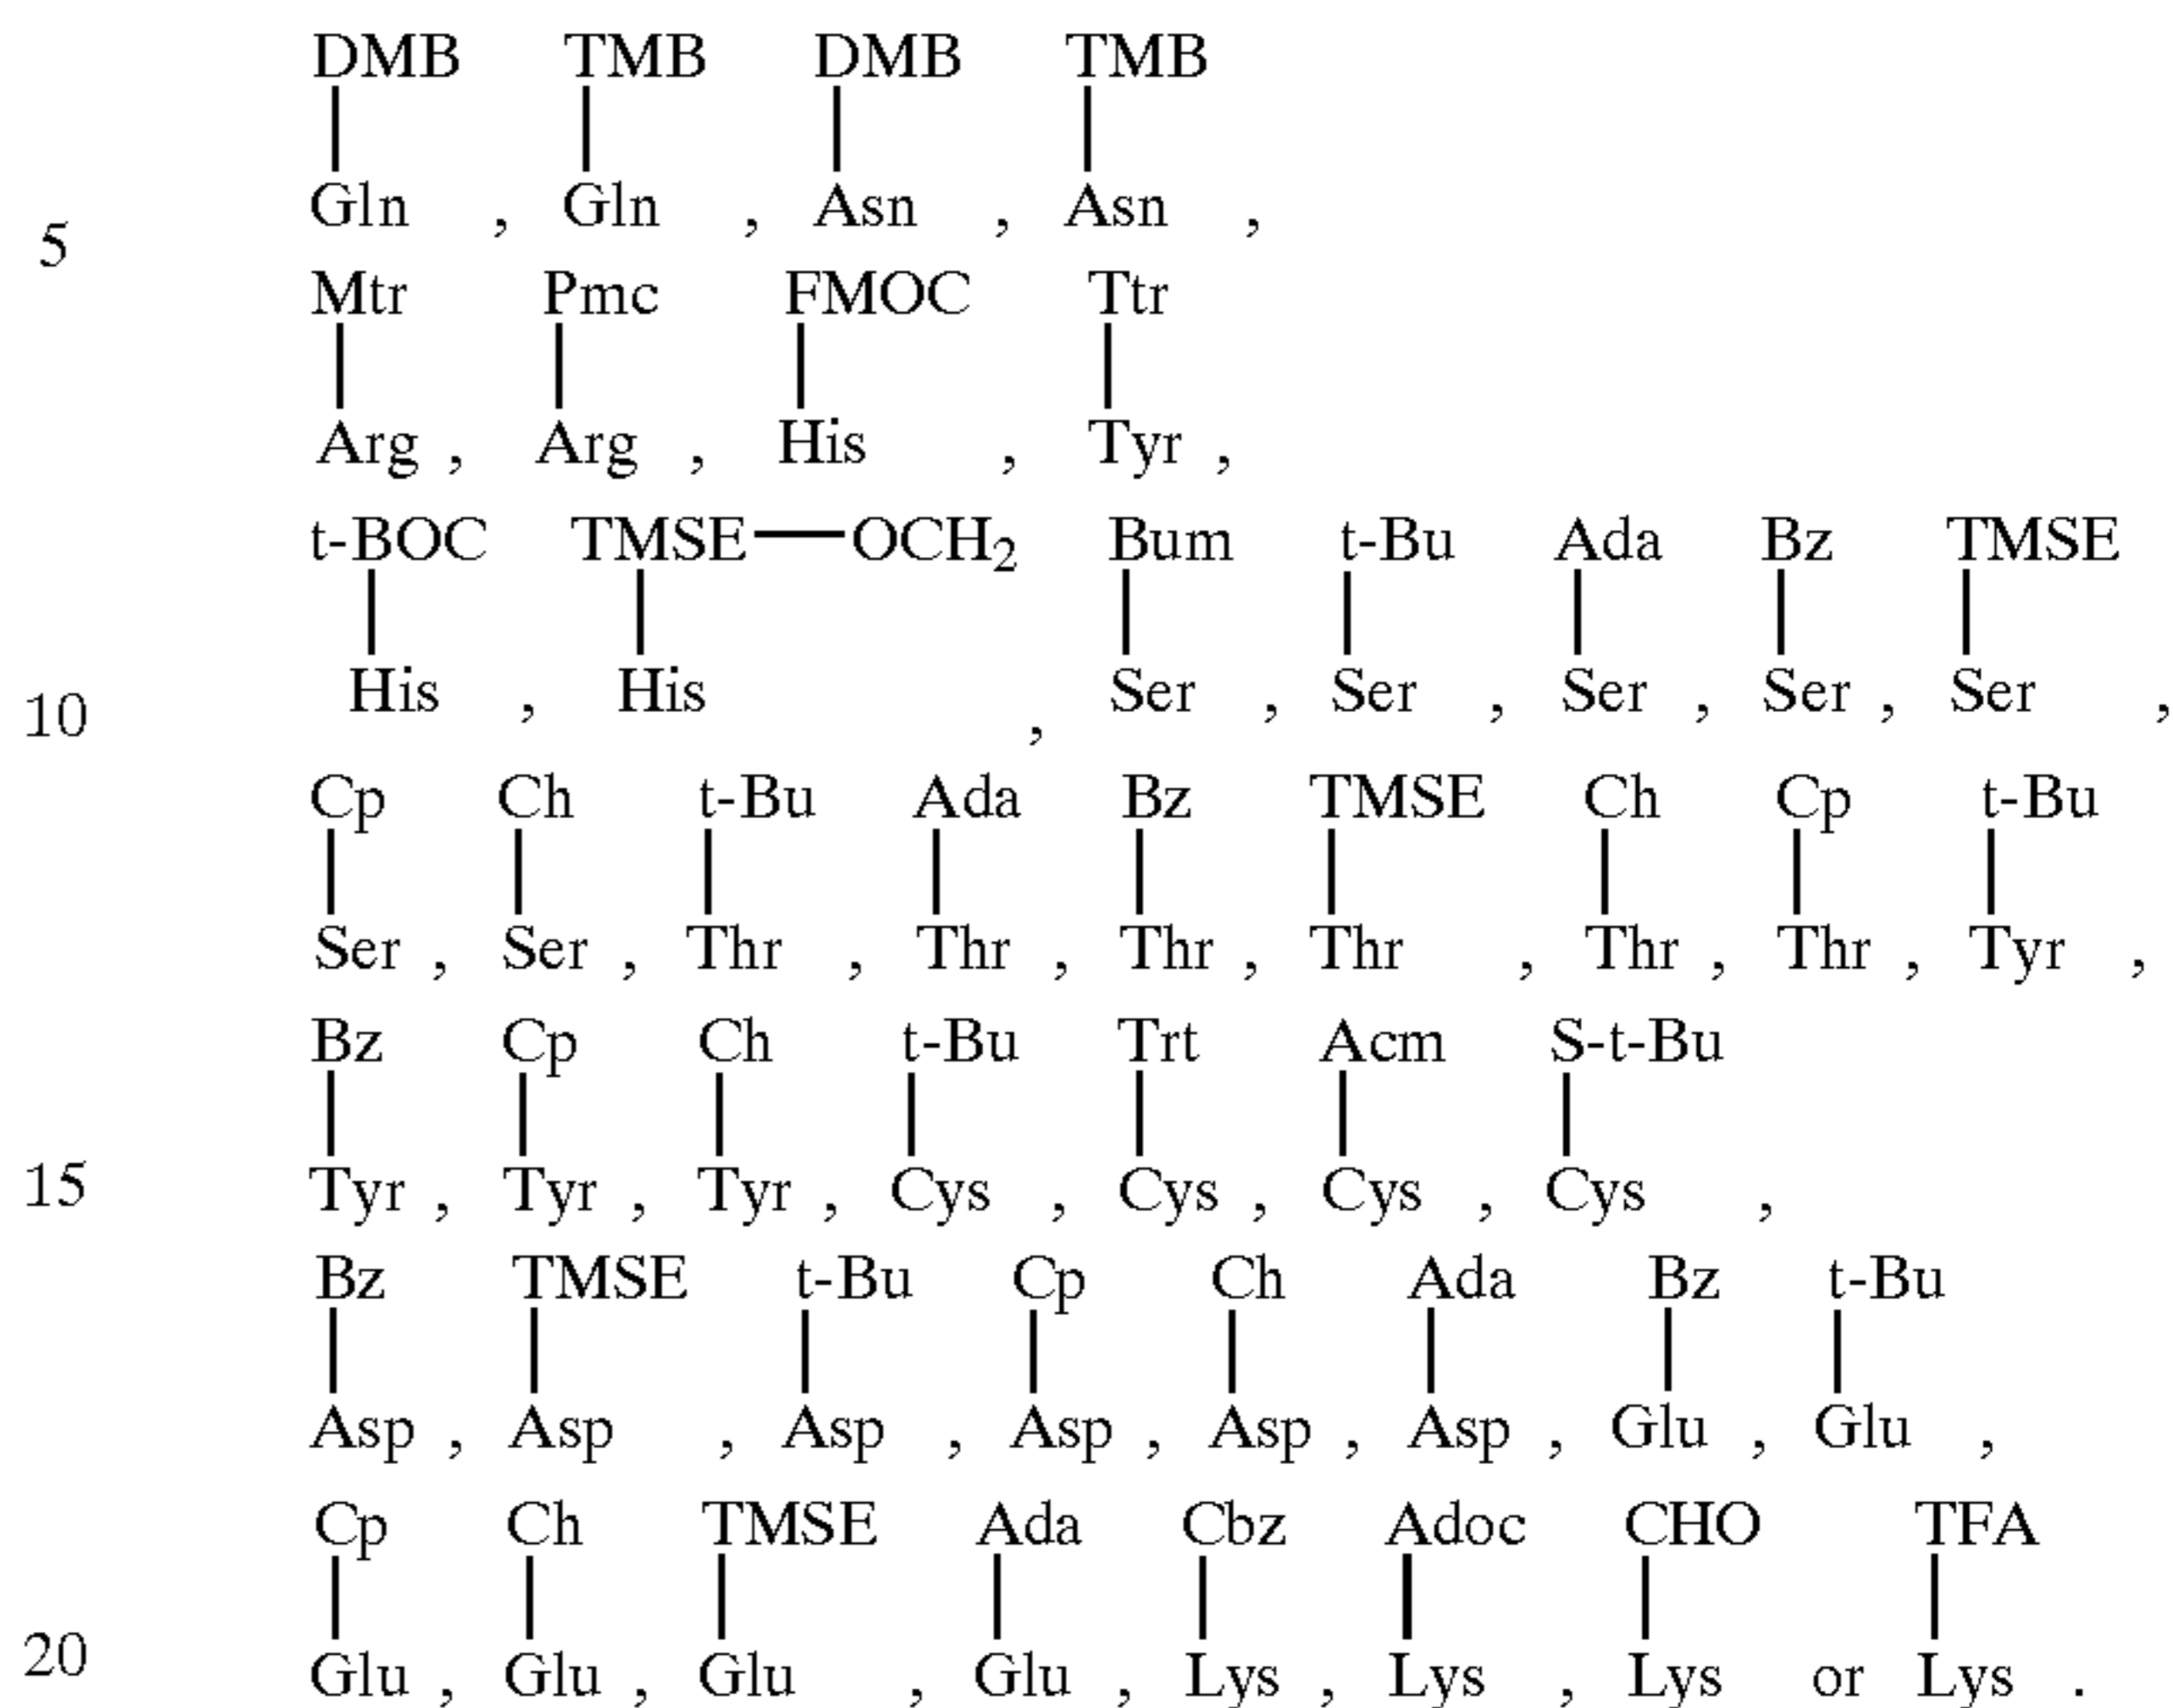 DMB TMB DMB TMB
Gln , Gln , Asn , Asn ,
5
Mtr Pmc FMOC Ttr
Arg , Arg , His , Tyr ,
t-BOC TMSE—OCH₂ Bum t-Bu Ada Bz TMSE
10 His , His , Ser , Ser , Ser , Ser , Ser ,
Cp Ch t-Bu Ada Bz TMSE Ch Cp t-Bu
Ser , Ser , Thr , Thr , Thr , Thr , Thr , Thr , Tyr ,
Bz Cp Ch t-Bu Trt Acm S-t-Bu
15 Tyr , Tyr , Tyr , Cys , Cys , Cys , Cys ,
Bz TMSE t-Bu Cp Ch Ada Bz t-Bu
Asp , Asp , Asp , Asp , Asp , Asp , Glu , Glu ,
Cp Ch TMSE Ada Cbz Adoc CHO TFA
20 Glu , Glu , Glu , Glu , Lys , Lys , Lys or Lys .